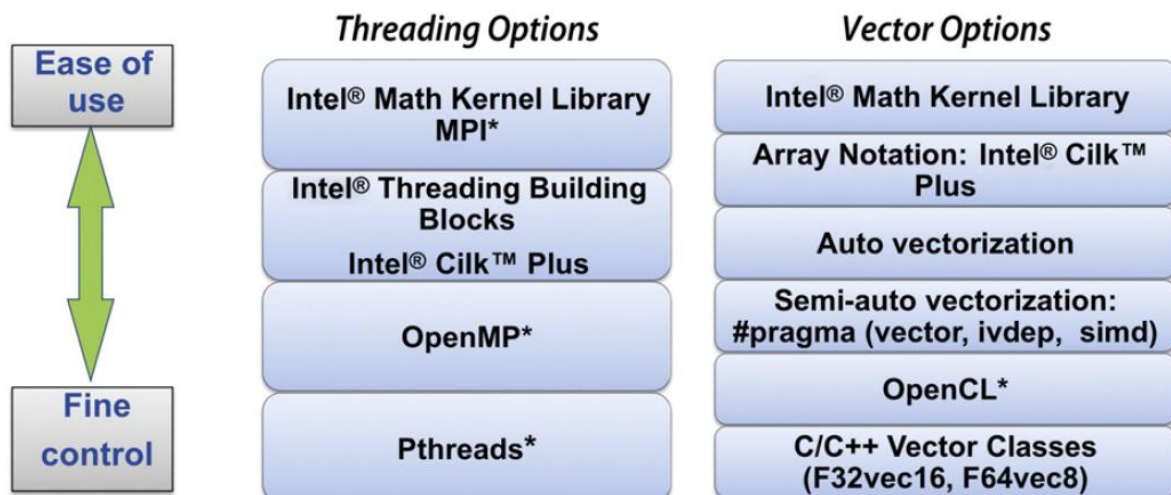 Threading Options
Vector Options
Ease of
use
Fine
control
Intel® Math Kernel Library
MPI*
Intel® Threading Building
Blocks
Intel® Cilk™ Plus
OpenMP*
Pthreads*
Intel® Math Kernel Library
Array Notation: Intel® Cilk™
Plus
Auto vectorization
Semi-auto vectorization:
#pragma (vector, ivdep, simd)
OpenCL*
C/C++ Vector Classes
(F32vec16, F64vec8)